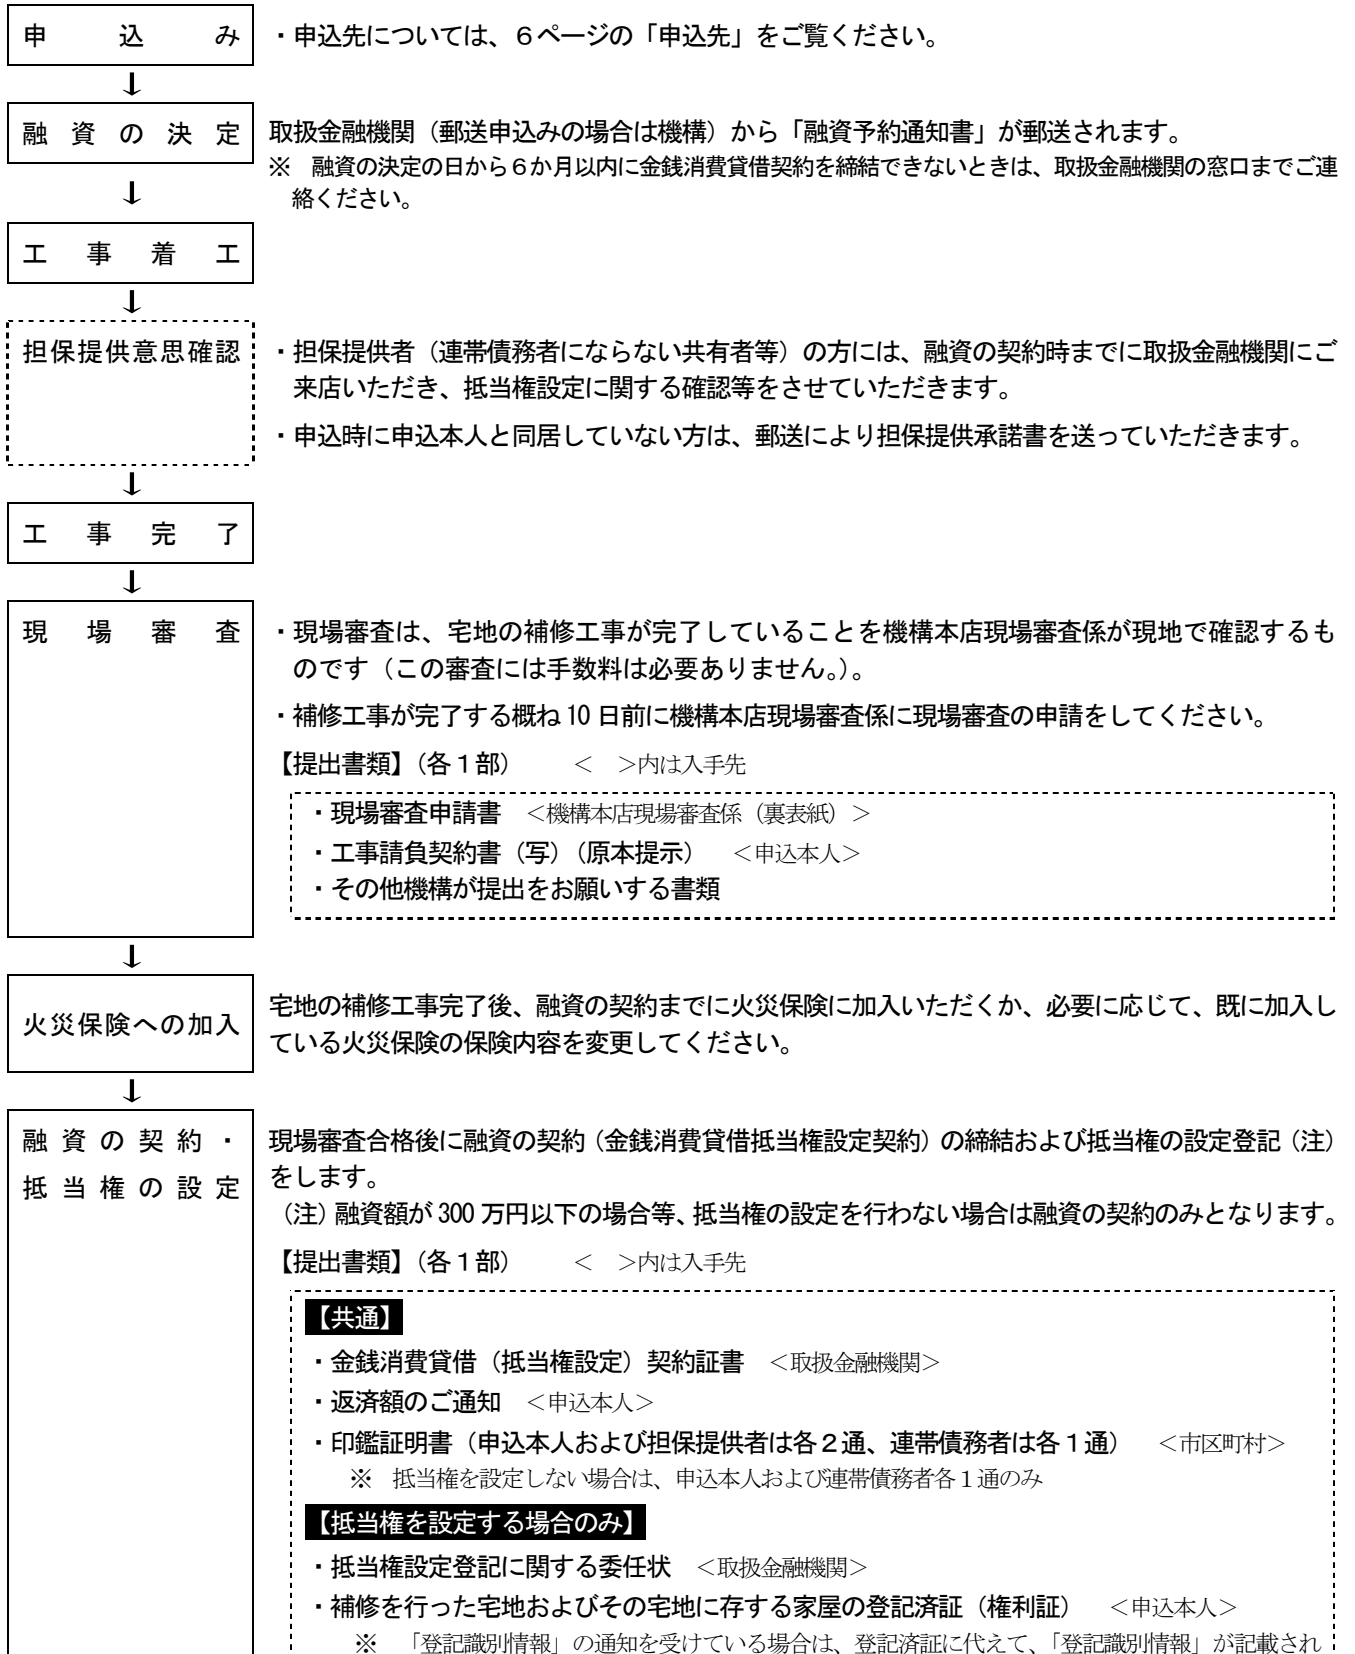 申込み
・申込先については、６ページの「申込先」をご覧ください。
↓
融資の決定
取扱金融機関（郵送申込みの場合は機構）から「融資予約通知書」が郵送されます。
※　融資の決定の日から６か月以内に金銭消費貸借契約を締結できないときは、取扱金融機関の窓口までご連
絡ください。
↓
工事着工
↓
担保提供意思確認
・担保提供者（連帯債務者にならない共有者等）の方には、融資の契約時までに取扱金融機関にご
来店いただき、抵当権設定に関する確認等をさせていただきます。
・申込時に申込本人と同居していない方は、郵送により担保提供承諾書を送っていただきます。
↓
工事完了
↓
現場審査
・現場審査は、宅地の補修工事が完了していることを機構本店現場審査係が現地で確認するも
のです（この審査には手数料は必要ありません。）。
・補修工事が完了する概ね 10 日前に機構本店現場審査係に現場審査の申請をしてください。
【提出書類】（各１部）　　＜　＞内は入手先
・現場審査申請書　＜機構本店現場審査係（裏表紙）＞
・工事請負契約書（写）（原本提示）　＜申込本人＞
・その他機構が提出をお願いする書類
↓
火災保険への加入
宅地の補修工事完了後、融資の契約までに火災保険に加入いただくか、必要に応じて、既に加入し
ている火災保険の保険内容を変更してください。
↓
融資の契約・
抵当権の設定
現場審査合格後に融資の契約（金銭消費貸借抵当権設定契約）の締結および抵当権の設定登記（注）
をします。
（注）融資額が 300 万円以下の場合等、抵当権の設定を行わない場合は融資の契約のみとなります。
【提出書類】（各１部）　　＜　＞内は入手先
【共通】
・金銭消費貸借（抵当権設定）契約証書　＜取扱金融機関＞
・返済額のご通知　＜申込本人＞
・印鑑証明書（申込本人および担保提供者は各２通、連帯債務者は各１通）　＜市区町村＞
※　抵当権を設定しない場合は、申込本人および連帯債務者各１通のみ
【抵当権を設定する場合のみ】
・抵当権設定登記に関する委任状　＜取扱金融機関＞
・補修を行った宅地およびその宅地に存する家屋の登記済証（権利証）　＜申込本人＞
※　「登記識別情報」の通知を受けている場合は、登記済証に代えて、「登記識別情報」が記載され